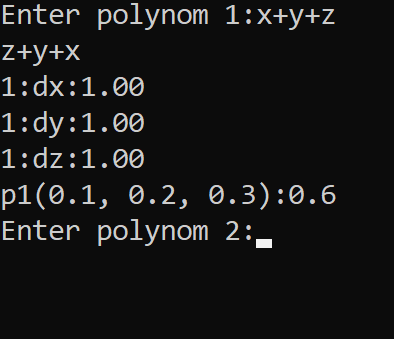 Enter polynom 1:x+y+z
z+y+x
1:dx:1.00
1:dy:1.00
1:dz:1.00
p1(0.1, 0.2, 0.3):0.6
Enter polynom 2: